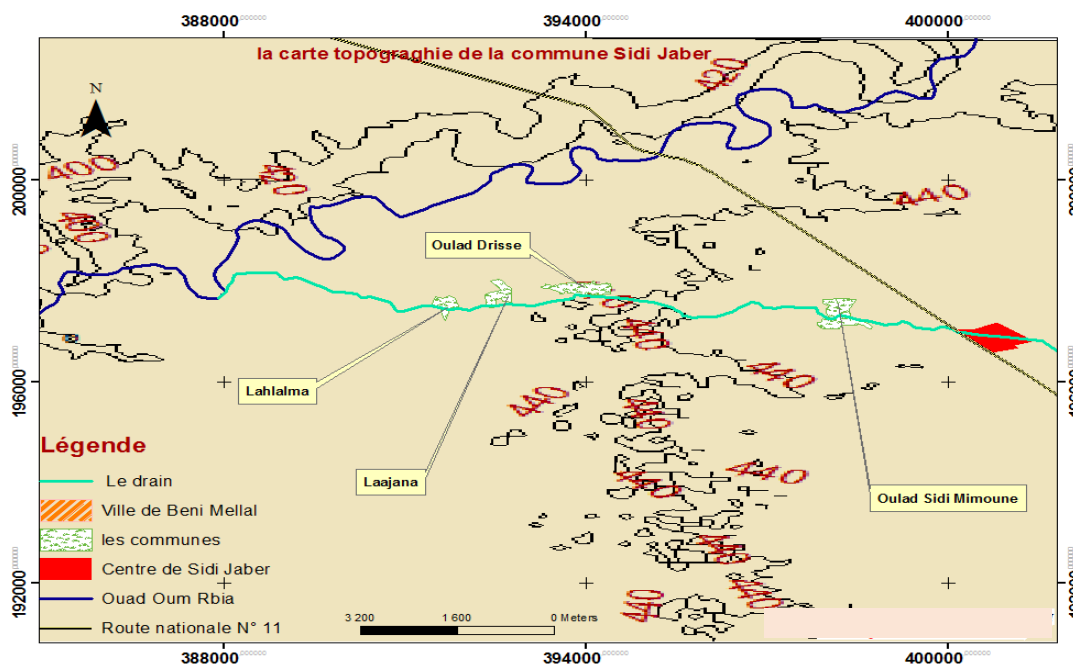 388000 394000 400000
la carte topograghie de la commune Sidi Jaber
420
N
400
200000
200000
440
Oulad Drisse
196000
440
440
Lahlalma
Légende
Laajana
440
Le drain
Oulad Sidi Mimoune
Ville de Beni Mellal
les communes
Centre de Sidi Jaber
192000
440
Ouad Oum Rbia
440
3 200 1 600 0 Meters
Route nationale N° 11
388000 394000 400000